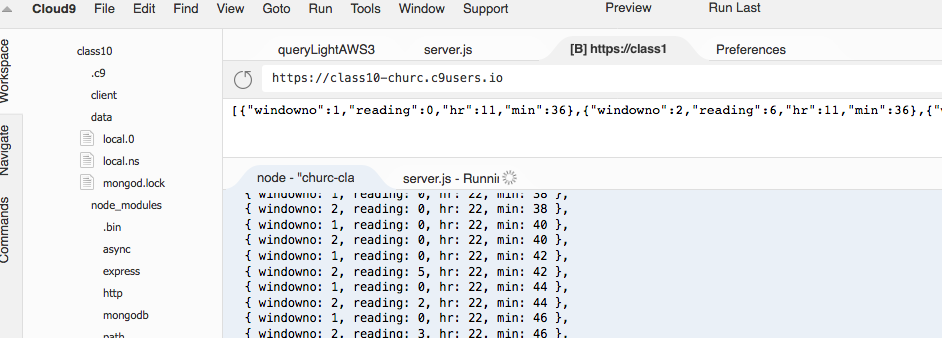 Cloud9 File Edit Find View Goto Run Tools Window Support Preview Run Last
Workspace
Navigate
Commands
class10
.c9
client
data
local.0
local.ns
mongod.lock
node_modules
.bin
async
express
http
mongodb
path
queryLightAWS3 server.js [B] https://class1 Preferences
https://class10-churc.c9users.io
[{"windowno":1,"reading":0,"hr":11,"min":36},{"windowno":2,"reading":6,"hr":11,"min":36},{"
node - "churc-cla server.js - Runnin
{ windowno: 1, reading: 0, hr: 22, min: 38 },
{ windowno: 2, reading: 0, hr: 22, min: 38 },
{ windowno: 1, reading: 0, hr: 22, min: 40 },
{ windowno: 2, reading: 0, hr: 22, min: 40 },
{ windowno: 1, reading: 0, hr: 22, min: 42 },
{ windowno: 2, reading: 5, hr: 22, min: 42 },
{ windowno: 1, reading: 0, hr: 22, min: 44 },
{ windowno: 2, reading: 2, hr: 22, min: 44 },
{ windowno: 1, reading: 0, hr: 22, min: 46 },
{ windowno: 2, reading: 3, hr: 22, min: 46 },